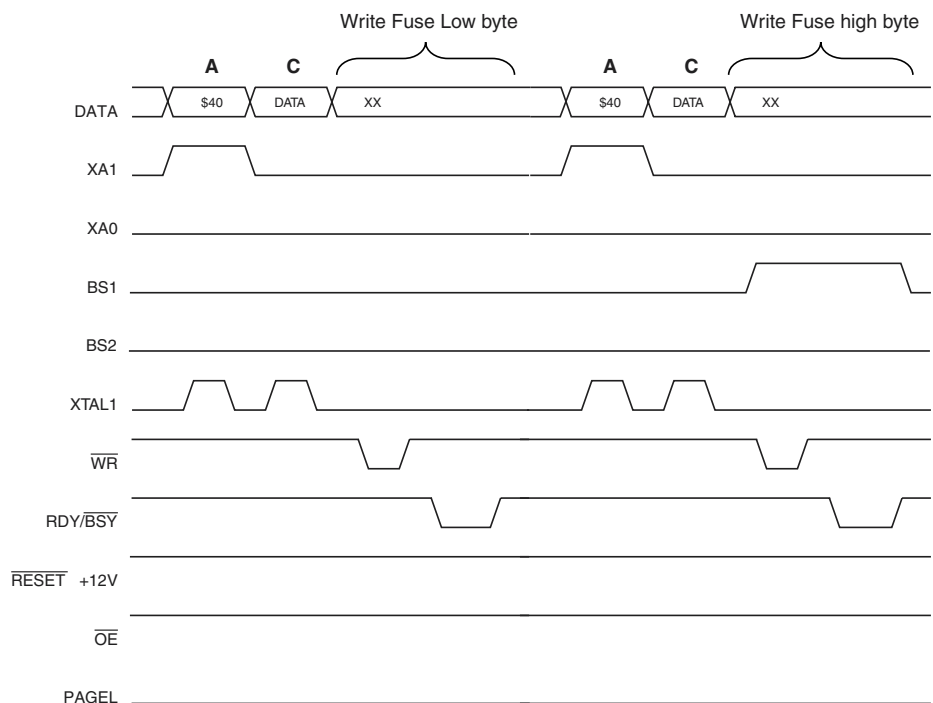 Write Fuse Low byte Write Fuse high byte
A C A C
DATA $40 DATA XX $40 DATA XX
XA1
XA0
BS1
BS2
XTAL1
WR
RDY/BSY
RESET +12V
OE
PAGEL